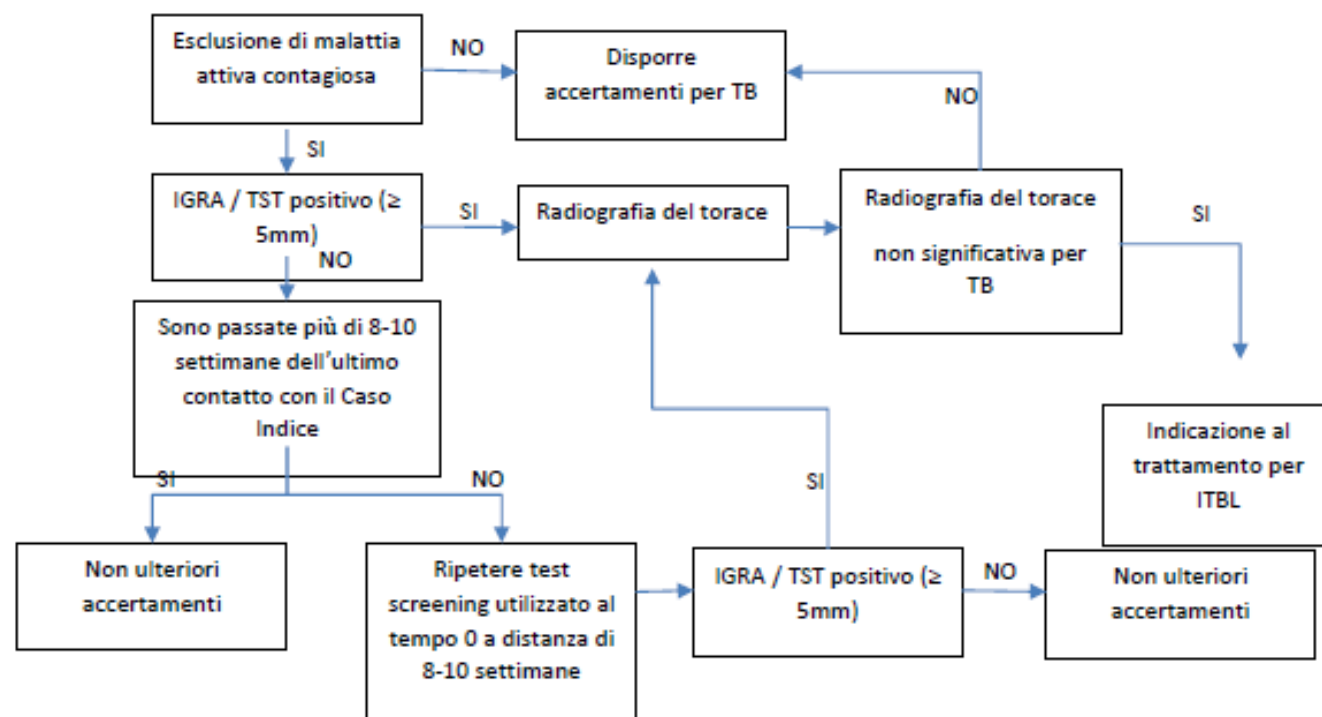 Esclusione di malattia
attiva contagiosa
NO
Disporre
accertamenti per TB
NO
SI
IGRA / TST positivo (≥
5mm)
SI
Radiografia del torace
Radiografia del torace
non significativa per
TB
SI
NO
Sono passate più di 8-10
settimane dell'ultimo
contatto con il Caso
Indice
Indicazione al
trattamento per
ITBL
SI
NO
SI
Non ulteriori
accertamenti
Ripetere test
screening utilizzato al
tempo 0 a distanza di
8-10 settimane
IGRA / TST positivo (≥
5mm)
NO
Non ulteriori
accertamenti